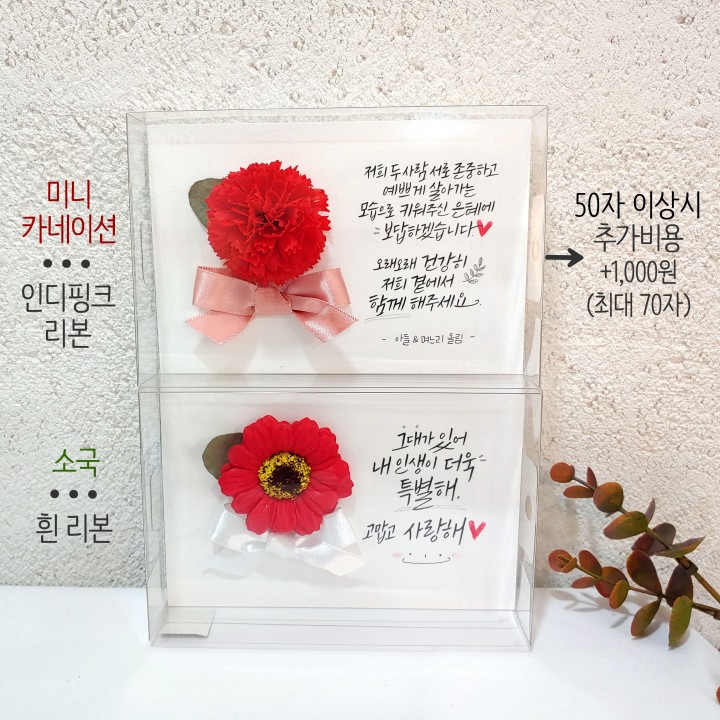 미니
카네이션
인디핑크
리본
저희 두 사람 서로 존중하고
예쁘게 살아가는
모습으로 키워주신 은혜에
보답하겠습니다.
오래오래 건강히
저희 곁에서
함께 해주세요.
- 아들 & 며느리 올림 -
50자 이상시
추가비용
+1,000원
(최대 70자)
소국
흰 리본
그대가 있어
내 인생이 더욱
특별해.
고맙고 사랑해